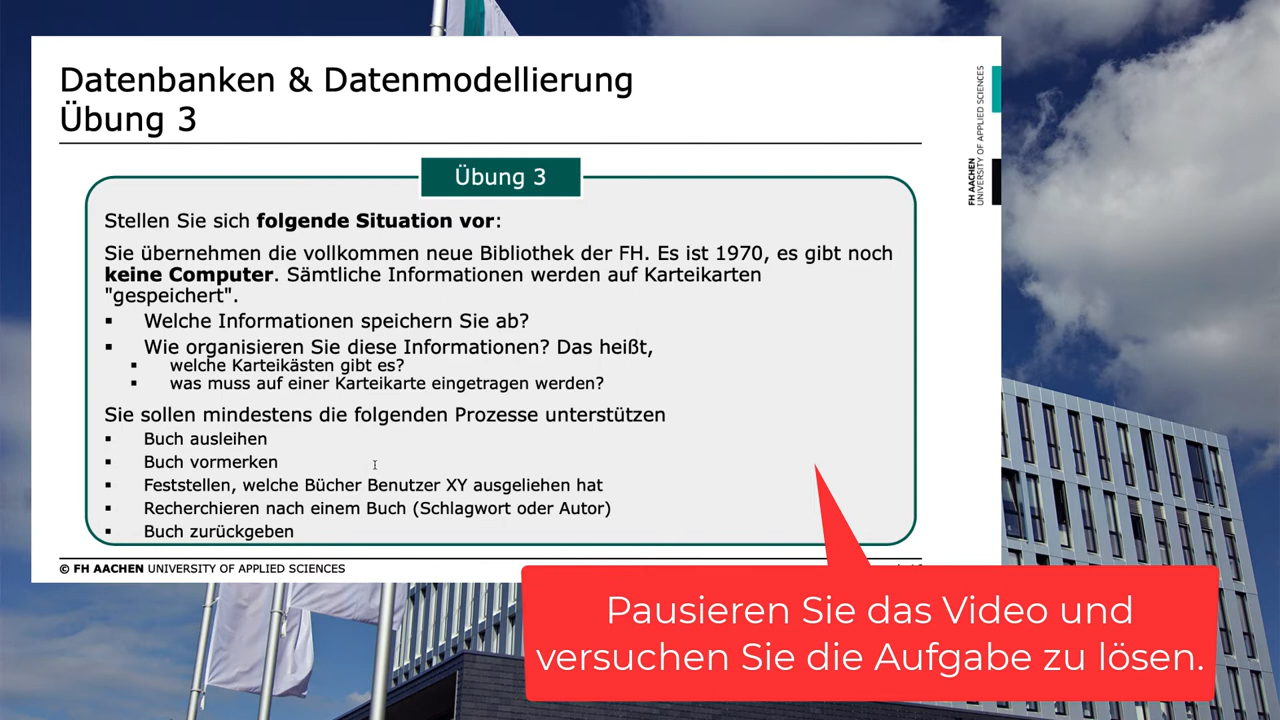 Datenbanken & Datenmodellierung
Übung 3
FH AACHEN
UNIVERSITY OF APPLIED SCIENCES
Übung 3
Stellen Sie sich folgende Situation vor:
Sie übernehmen die vollkommen neue Bibliothek der FH. Es ist 1970, es gibt noch
keine Computer. Sämtliche Informationen werden auf Karteikarten
"gespeichert".
▪ Welche Informationen speichern Sie ab?
▪ Wie organisieren Sie diese Informationen? Das heißt,
▪ welche Karteikästen gibt es?
▪ was muss auf einer Karteikarte eingetragen werden?
Sie sollen mindestens die folgenden Prozesse unterstützen
▪ Buch ausleihen
▪ Buch vormerken
▪ Feststellen, welche Bücher Benutzer XY ausgeliehen hat
▪ Recherchieren nach einem Buch (Schlagwort oder Autor)
▪ Buch zurückgeben
© FH AACHEN UNIVERSITY OF APPLIED SCIENCES
Pausieren Sie das Video und
versuchen Sie die Aufgabe zu lösen.